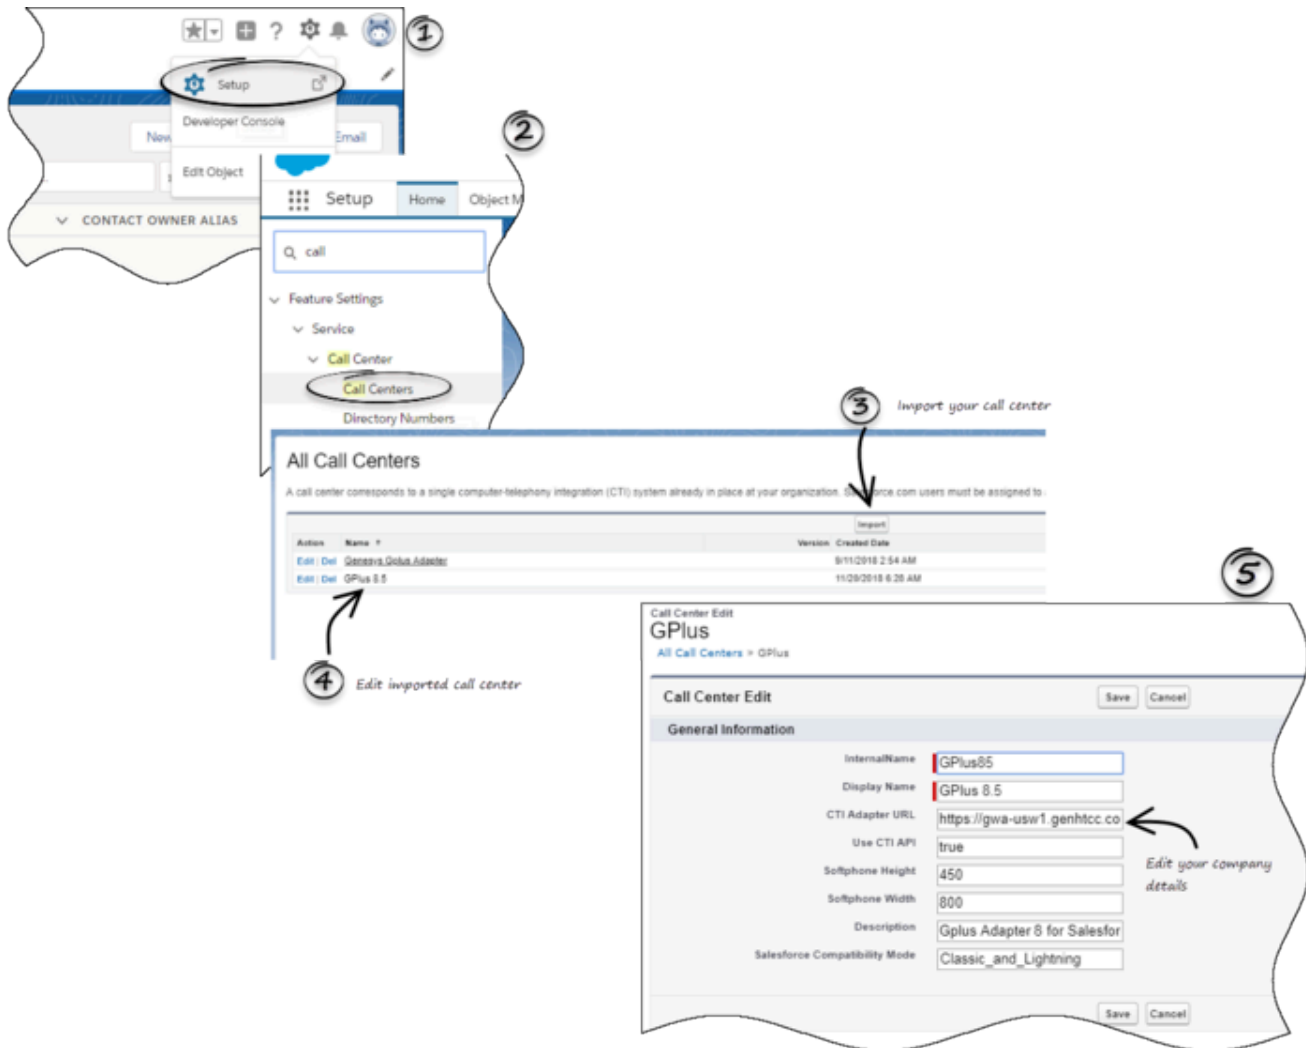 1
Setup
Developer Console
New
Email
Edit Object
CONTACT OWNER ALIAS
2
Setup Home Object M
call
Feature Settings
Service
Call Center
Call Centers
Directory Numbers
3 Import your call center
All Call Centers
A call center corresponds to a single computer-telephony integration (CTI) system already in place at your organization. users must be assigned to
Import
Action Name ↑ Version Created Date
Edit | Del Genesys Gplus Adapter 9/11/2018 2:54 AM
Edit | Del GPlus 8.5 11/29/2018 6:28 AM
4 Edit imported call center
5
Call Center Edit
GPlus
All Call Centers » GPlus
Call Center Edit Save Cancel
General Information
InternalName GPlus85
Display Name GPlus 8.5
CTI Adapter URL https://gwa-usw1.genhtcc.co
Use CTI API true
Softphone Height 450
Softphone Width 800
Description Gplus Adapter 8 for Salesfor
Salesforce Compatibility Mode Classic_and_Lightning
Edit your company
details
Save Cancel